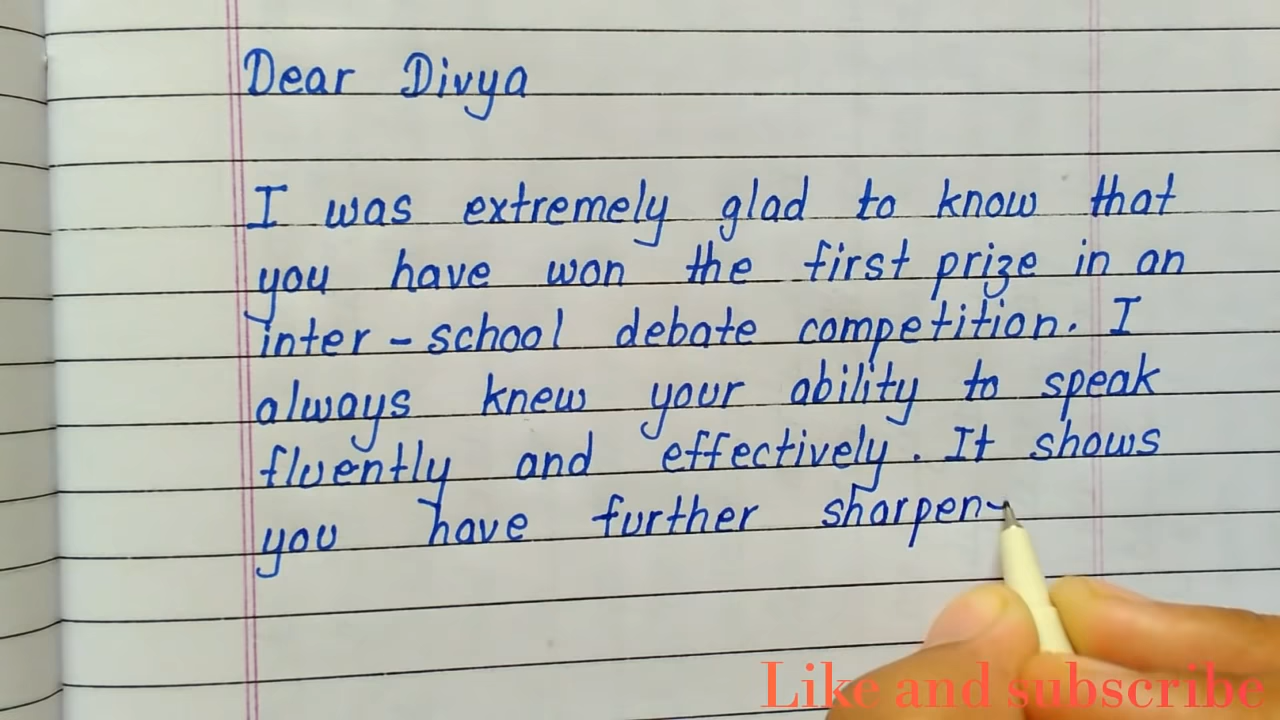 Dear Divya
I was extremely glad to know that
you have won the first prize in an
inter-school debate competition. I
always knew your ability to speak
fluently and effectively. It shows
you have further sharpen
Like and subscribe